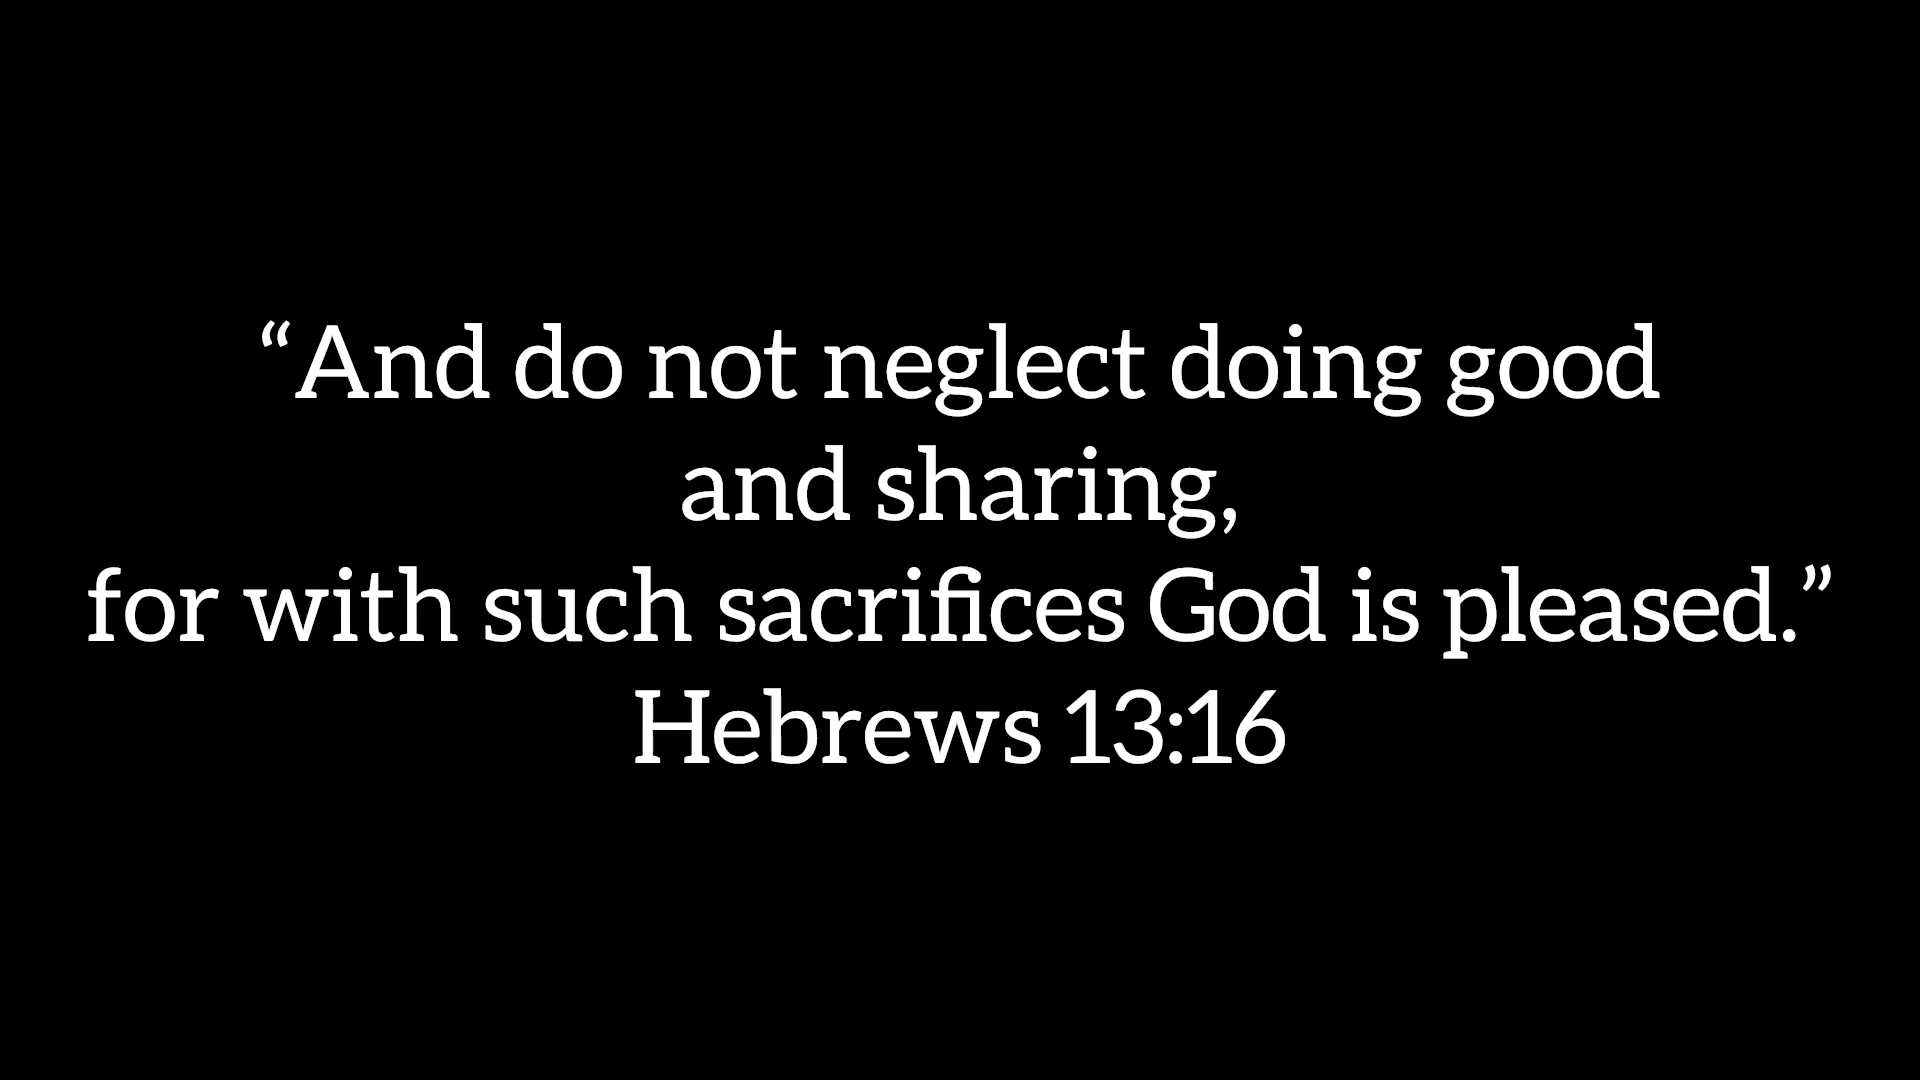 “And do not neglect doing good
and sharing,
for with such sacrifices God is pleased.”
Hebrews 13:16